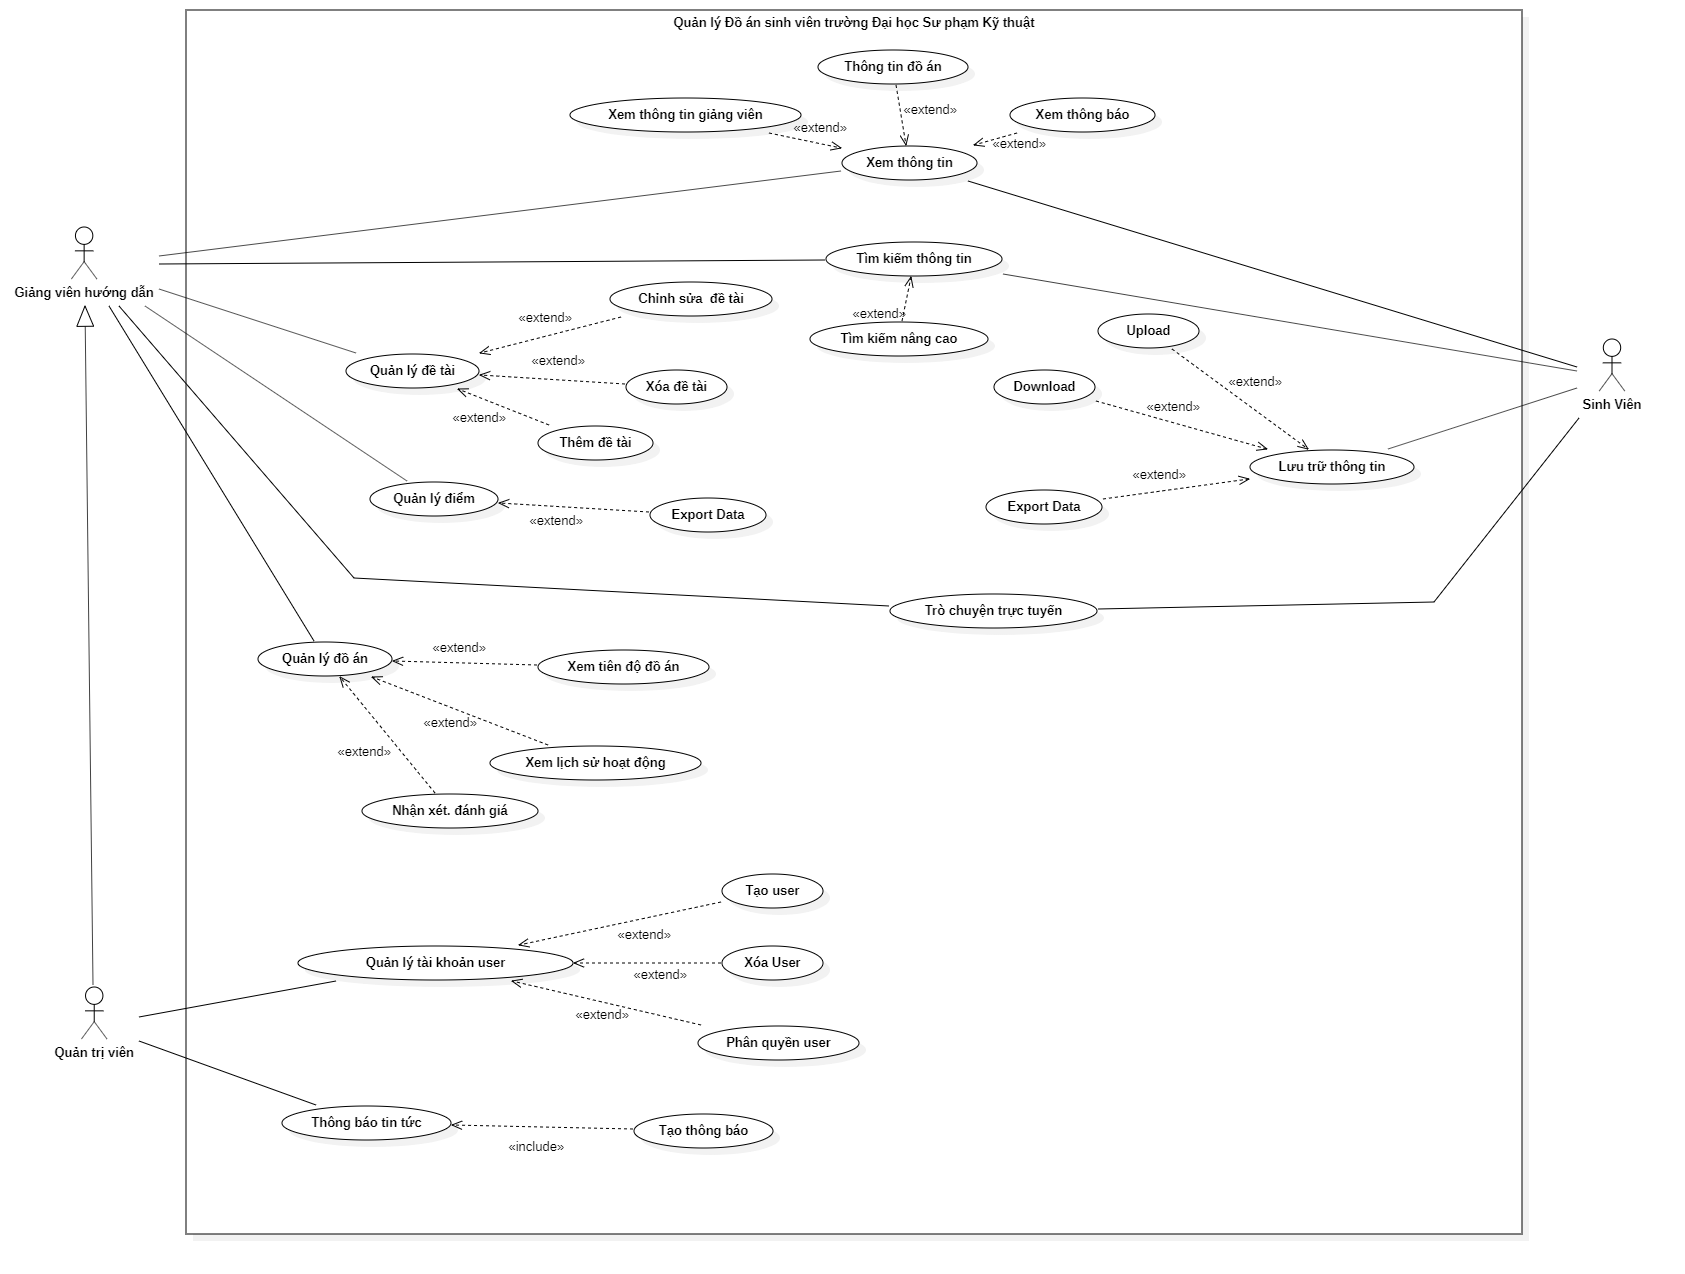 Quản lý Đồ án sinh viên trường Đại học Sư phạm Kỹ thuật
Thông tin đồ án
Xem thông tin giảng viên
«extend»
Xem thông báo
«extend»
«extend»
Xem thông tin
Giảng viên hướng dẫn
Tìm kiếm thông tin
Chỉnh sửa đề tài
«extend»
«extend»
Tìm kiếm nâng cao
Upload
Quản lý đề tài
«extend»
Xóa đề tài
«extend»
Thêm đề tài
Download
«extend»
«extend»
Sinh Viên
Lưu trữ thông tin
«extend»
Export Data
Quản lý điểm
«extend»
Export Data
Trò chuyện trực tuyến
Quản lý đồ án
«extend»
Xem tiên độ đồ án
«extend»
«extend»
Xem lịch sử hoạt động
Nhận xét. đánh giá
Tạo user
«extend»
Quản lý tài khoản user
Xóa User
«extend»
«extend»
Phân quyền user
Quản trị viên
Thông báo tin tức
Tạo thông báo
«include»